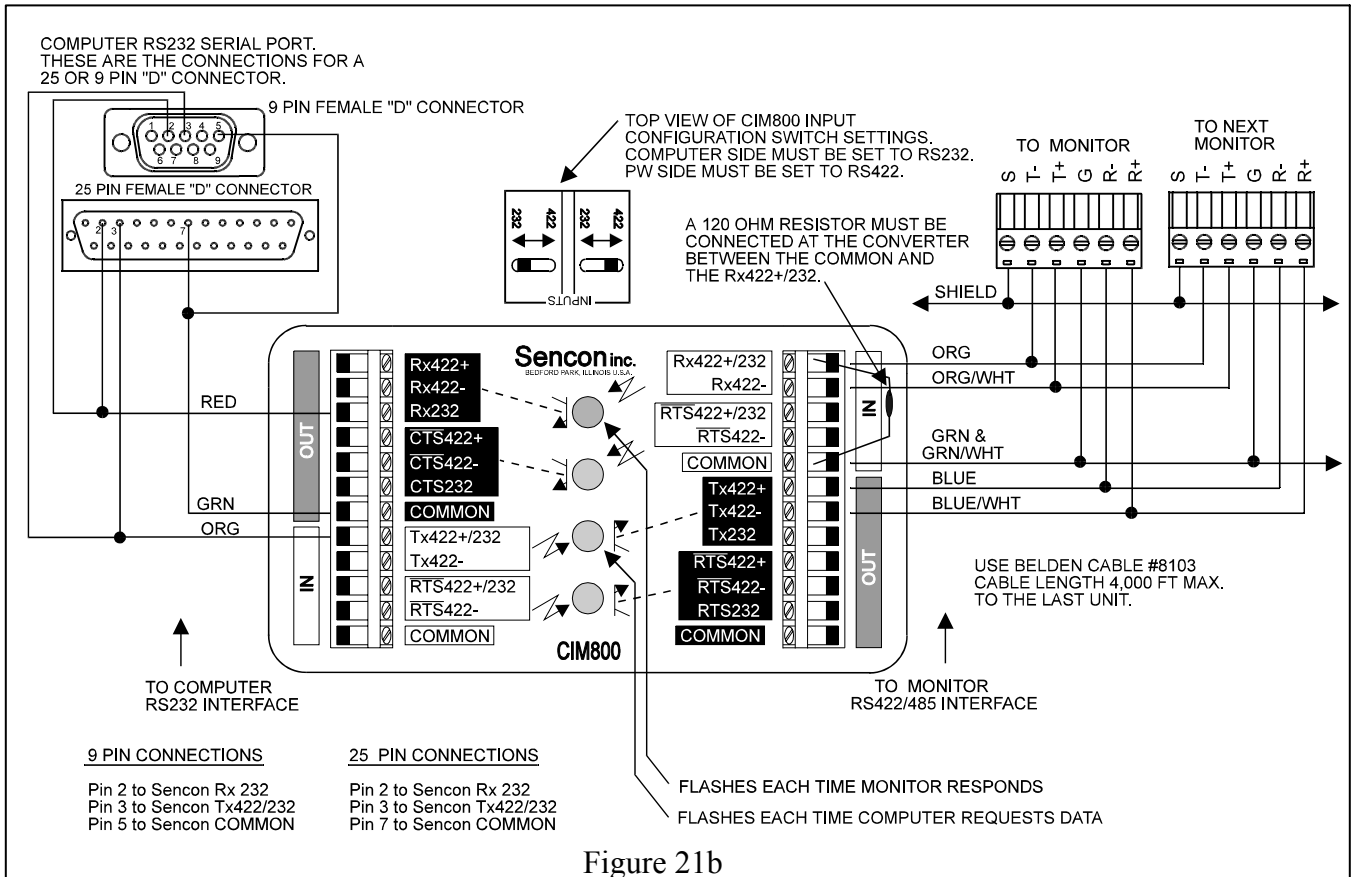 COMPUTER RS232 SERIAL PORT.
THESE ARE THE CONNECTIONS FOR A
25 OR 9 PIN "D" CONNECTOR.
9 PIN FEMALE "D" CONNECTOR
1 2 3 4 5
6 7 8 9
25 PIN FEMALE "D" CONNECTOR
2 3 7
TOP VIEW OF CIM800 INPUT
CONFIGURATION SWITCH SETTINGS.
COMPUTER SIDE MUST BE SET TO RS232.
PW SIDE MUST BE SET TO RS422.
232 422 232 422
INPUTS
A 120 OHM RESISTOR MUST BE
CONNECTED AT THE CONVERTER
BETWEEN THE COMMON AND
THE Rx422+/232.
TO MONITOR
S T- T+ G R- R+
TO NEXT
MONITOR
S T- T+ G R- R+
SHIELD
ORG
ORG/WHT
GRN &
GRN/WHT
BLUE
BLUE/WHT
RED
GRN
ORG
OUT
IN
Rx422+
Rx422-
Rx232
CTS422+
CTS422-
CTS232
COMMON
Tx422+/232
Tx422-
RTS422+/232
RTS422-
COMMON
Sencon inc.
BEDFORD PARK, ILLINOIS U.S.A.
CIM800
Rx422+/232
Rx422-
RTS422+/232
RTS422-
COMMON
Tx422+
Tx422-
Tx232
RTS422+
RTS422-
RTS232
COMMON
IN
OUT
USE BELDEN CABLE #8103
CABLE LENGTH 4,000 FT MAX.
TO THE LAST UNIT.
TO COMPUTER
RS232 INTERFACE
TO MONITOR
RS422/485 INTERFACE
9 PIN CONNECTIONS
Pin 2 to Sencon Rx 232
Pin 3 to Sencon Tx422/232
Pin 5 to Sencon COMMON
25 PIN CONNECTIONS
Pin 2 to Sencon Rx 232
Pin 3 to Sencon Tx422/232
Pin 7 to Sencon COMMON
FLASHES EACH TIME MONITOR RESPONDS
FLASHES EACH TIME COMPUTER REQUESTS DATA
Figure 21b